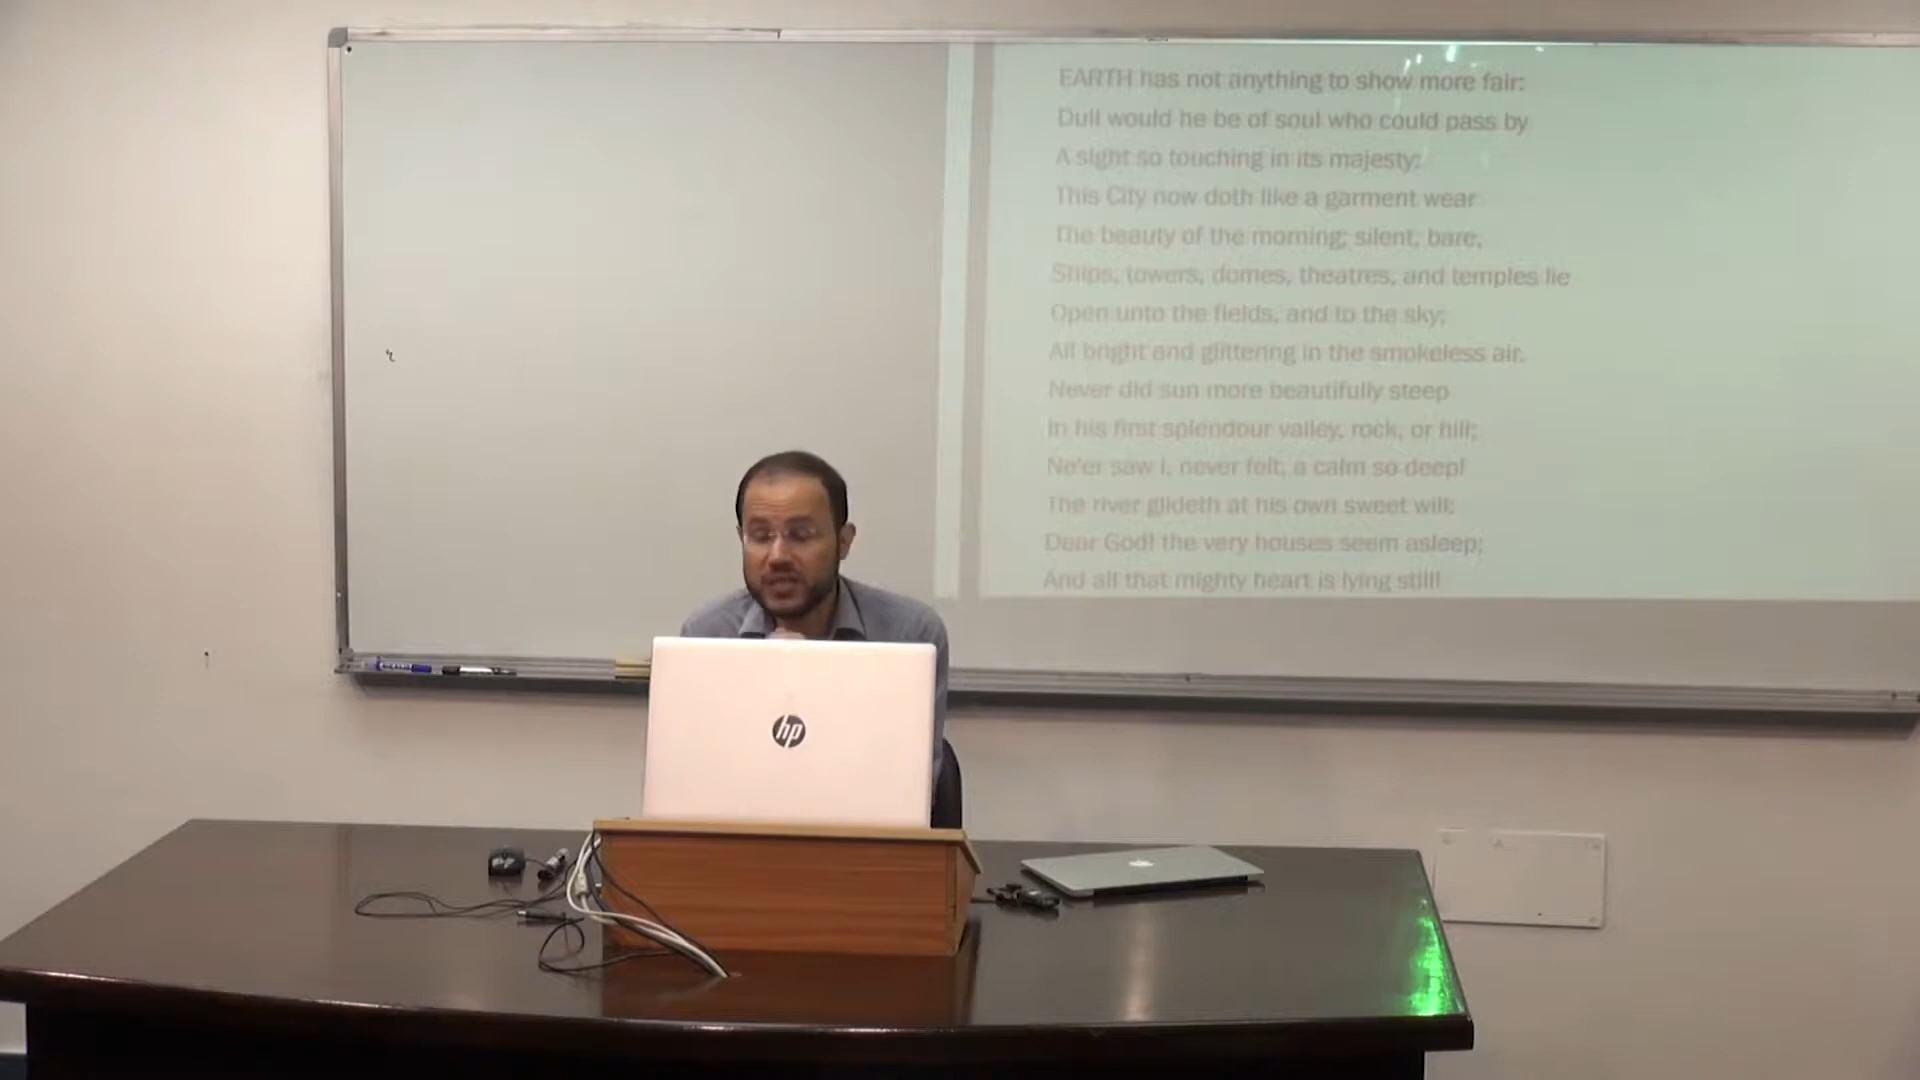 EARTH has not anything to show more fair:
Dull would he be of soul who could pass by
A sight so touching in its majesty:
This City now doth like a garment wear
The beauty of the morning; silent, bare,
Ships, towers, domes, theatres, and temples lie
Open unto the fields, and to the sky;
All bright and glittering in the smokeless air.
Never did sun more beautifully steep
In his first splendour valley, rock, or hill;
Ne'er saw I, never felt, a calm so deep!
The river glideth at his own sweet will:
Dear God! the very houses seem asleep;
And all that mighty heart is lying still!
hp